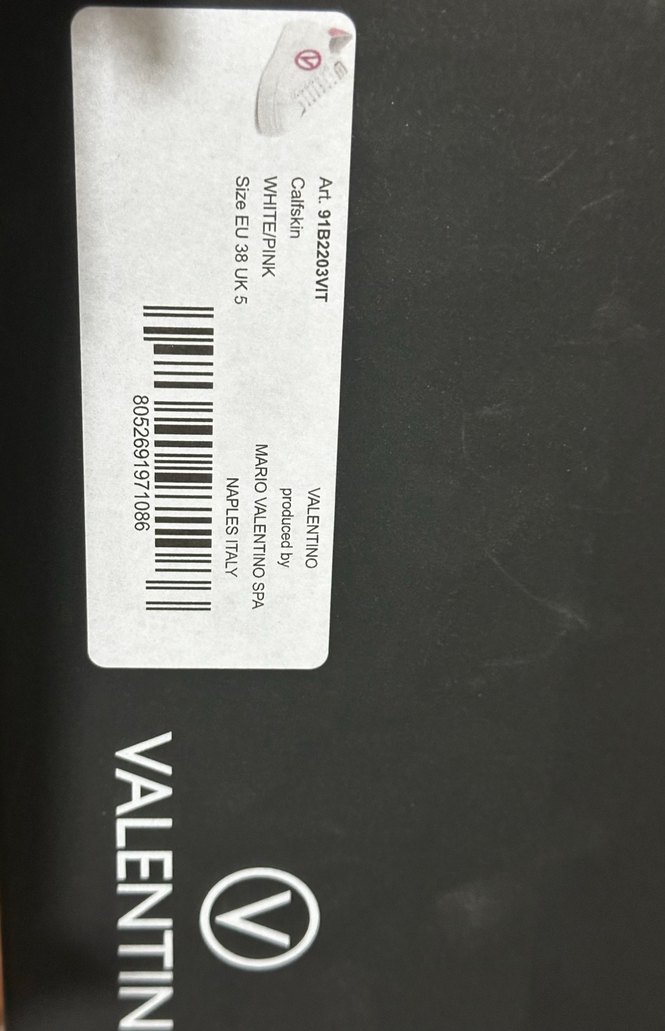 Art. 91B2203VIT
Calfskin
WHITE/PINK
Size EU 38 UK 5
VALENTINO
produced by
MARIO VALENTINO SPA
NAPLES ITALY
8052691971086
V
VALENTIN